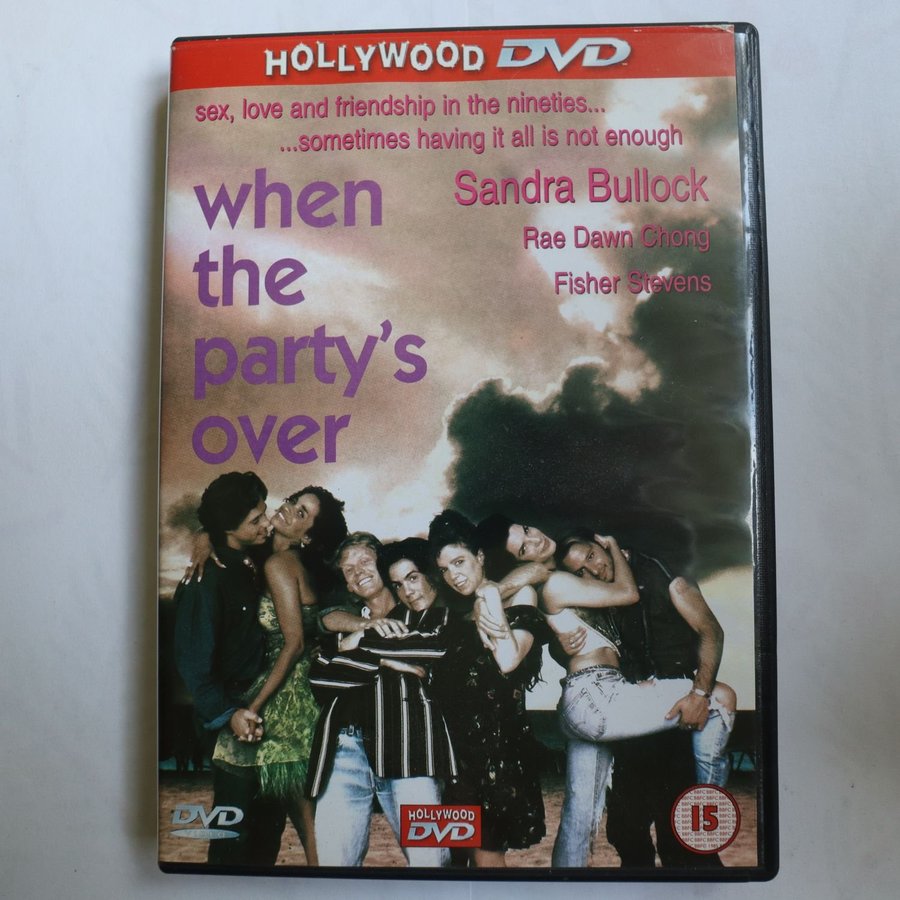 HOLLYWOOD DVD
sex, love and friendship in the nineties...
...sometimes having it all is not enough
when
the
party's
over
Sandra Bullock
Rae Dawn Chong
Fisher Stevens
DVD
VIDEO
HOLLYWOOD
DVD
15